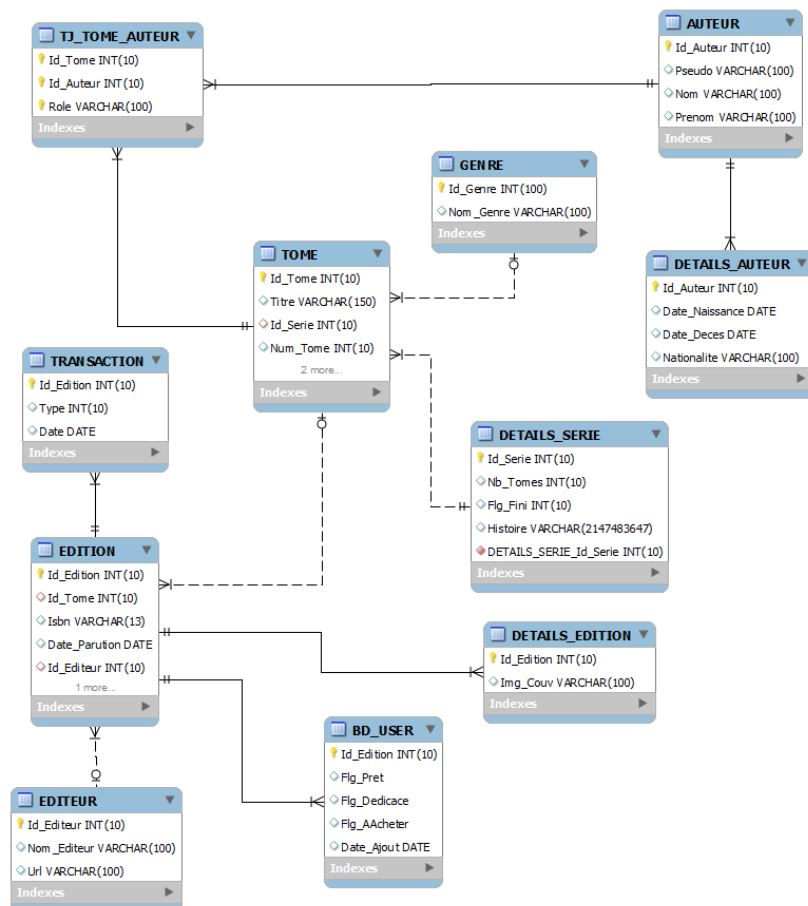 TJ_TOME_AUTEUR
Id_Tome INT(10)
Id_Auteur INT(10)
Role VARCHAR(100)
Indexes
AUTEUR
Id_Auteur INT(10)
Pseudo VARCHAR(100)
Nom VARCHAR(100)
Prenom VARCHAR(100)
Indexes
GENRE
Id_Genre INT(100)
Nom_Genre VARCHAR(100)
Indexes
TOME
Id_Tome INT(10)
Titre VARCHAR(150)
Id_Serie INT(10)
Num_Tome INT(10)
2 more...
Indexes
DETAILS_AUTEUR
Id_Auteur INT(10)
Date_Naissance DATE
Date_Deces DATE
Nationalite VARCHAR(100)
Indexes
TRANSACTION
Id_Edition INT(10)
Type INT(10)
Date DATE
Indexes
DETAILS_SERIE
Id_Serie INT(10)
Nb_Tomes INT(10)
Flg_Fini INT(10)
Histoire VARCHAR(2147483647)
DETAILS_SERIE_Id_Serie INT(10)
Indexes
EDITION
Id_Edition INT(10)
Id_Tome INT(10)
Isbn VARCHAR(13)
Date_Parution DATE
Id_Editeur INT(10)
1 more...
Indexes
DETAILS_EDITION
Id_Edition INT(10)
Img_Couv VARCHAR(100)
Indexes
BD_USER
Id_Edition INT(10)
Flg_Pret
Flg_Dedicace
Flg_AAcheter
Date_Ajout DATE
Indexes
EDITEUR
Id_Editeur INT(10)
Nom_Editeur VARCHAR(100)
Url VARCHAR(100)
Indexes